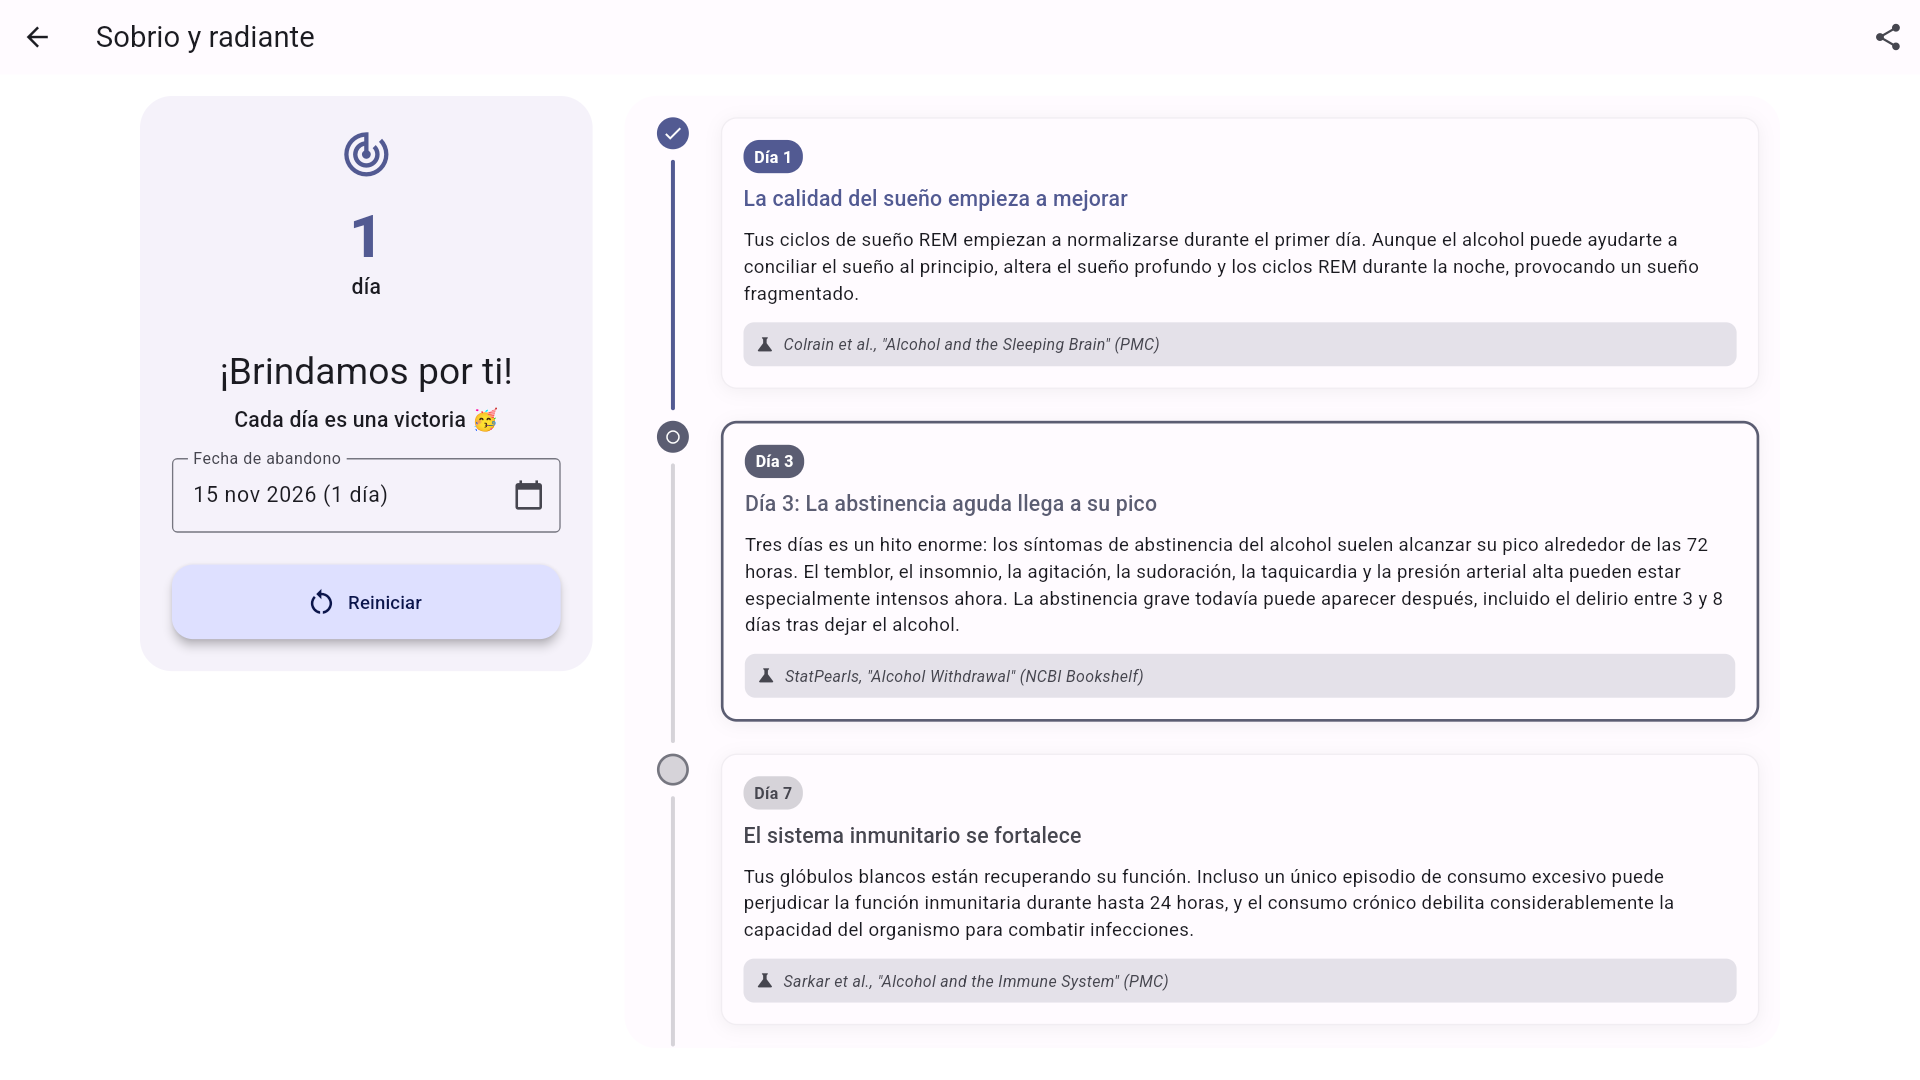 Sobrio y radiante
1
día
¡Brindamos por ti!
Cada día es una victoria 🥳
Fecha de abandono
15 nov 2026 (1 día)
Reiniciar
Día 1
La calidad del sueño empieza a mejorar
Tus ciclos de sueño REM empiezan a normalizarse durante el primer día. Aunque el alcohol puede ayudarte a
conciliar el sueño al principio, altera el sueño profundo y los ciclos REM durante la noche, provocando un sueño
fragmentado.
Colrain et al., "Alcohol and the Sleeping Brain" (PMC)
Día 3
Día 3: La abstinencia aguda llega a su pico
Tres días es un hito enorme: los síntomas de abstinencia del alcohol suelen alcanzar su pico alrededor de las 72
horas. El temblor, el insomnio, la agitación, la sudoración, la taquicardia y la presión arterial alta pueden estar
especialmente intensos ahora. La abstinencia grave todavía puede aparecer después, incluido el delirio entre 3 y 8
días tras dejar el alcohol.
StatPearls, "Alcohol Withdrawal" (NCBI Bookshelf)
Día 7
El sistema inmunitario se fortalece
Tus glóbulos blancos están recuperando su función. Incluso un único episodio de consumo excesivo puede
perjudicar la función inmunitaria durante hasta 24 horas, y el consumo crónico debilita considerablemente la
capacidad del organismo para combatir infecciones.
Sarkar et al., "Alcohol and the Immune System" (PMC)